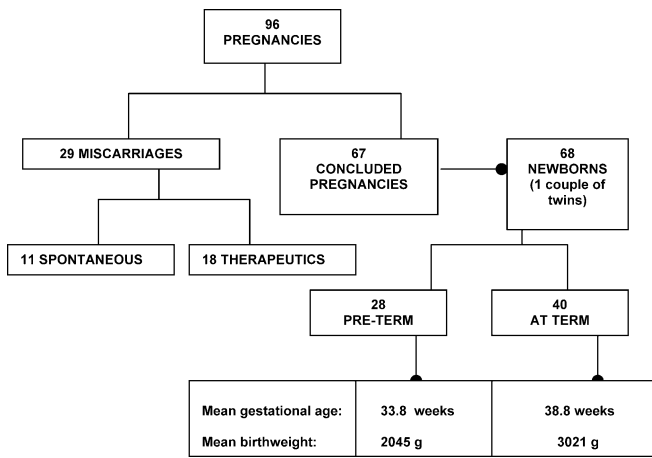 96
PREGNANCIES
29 MISCARRIAGES
67
CONCLUDED
PREGNANCIES
68
NEWBORNS
(1 couple of
twins)
11 SPONTANEOUS
18 THERAPEUTICS
28
PRE-TERM
40
AT TERM
Mean gestational age: 33.8 weeks 38.8 weeks
Mean birthweight: 2045 g 3021 g